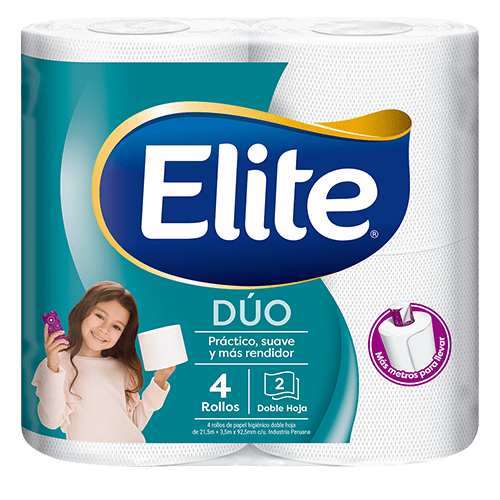 Elite®
DÚO
Práctico, suave
y más rendidor
4
Rollos
2
Doble Hoja
4 rollos de papel higiénico doble hoja
de 21,5m • 3,5m x 92,5mm c/u. Industria Peruana
Más metros para llevar